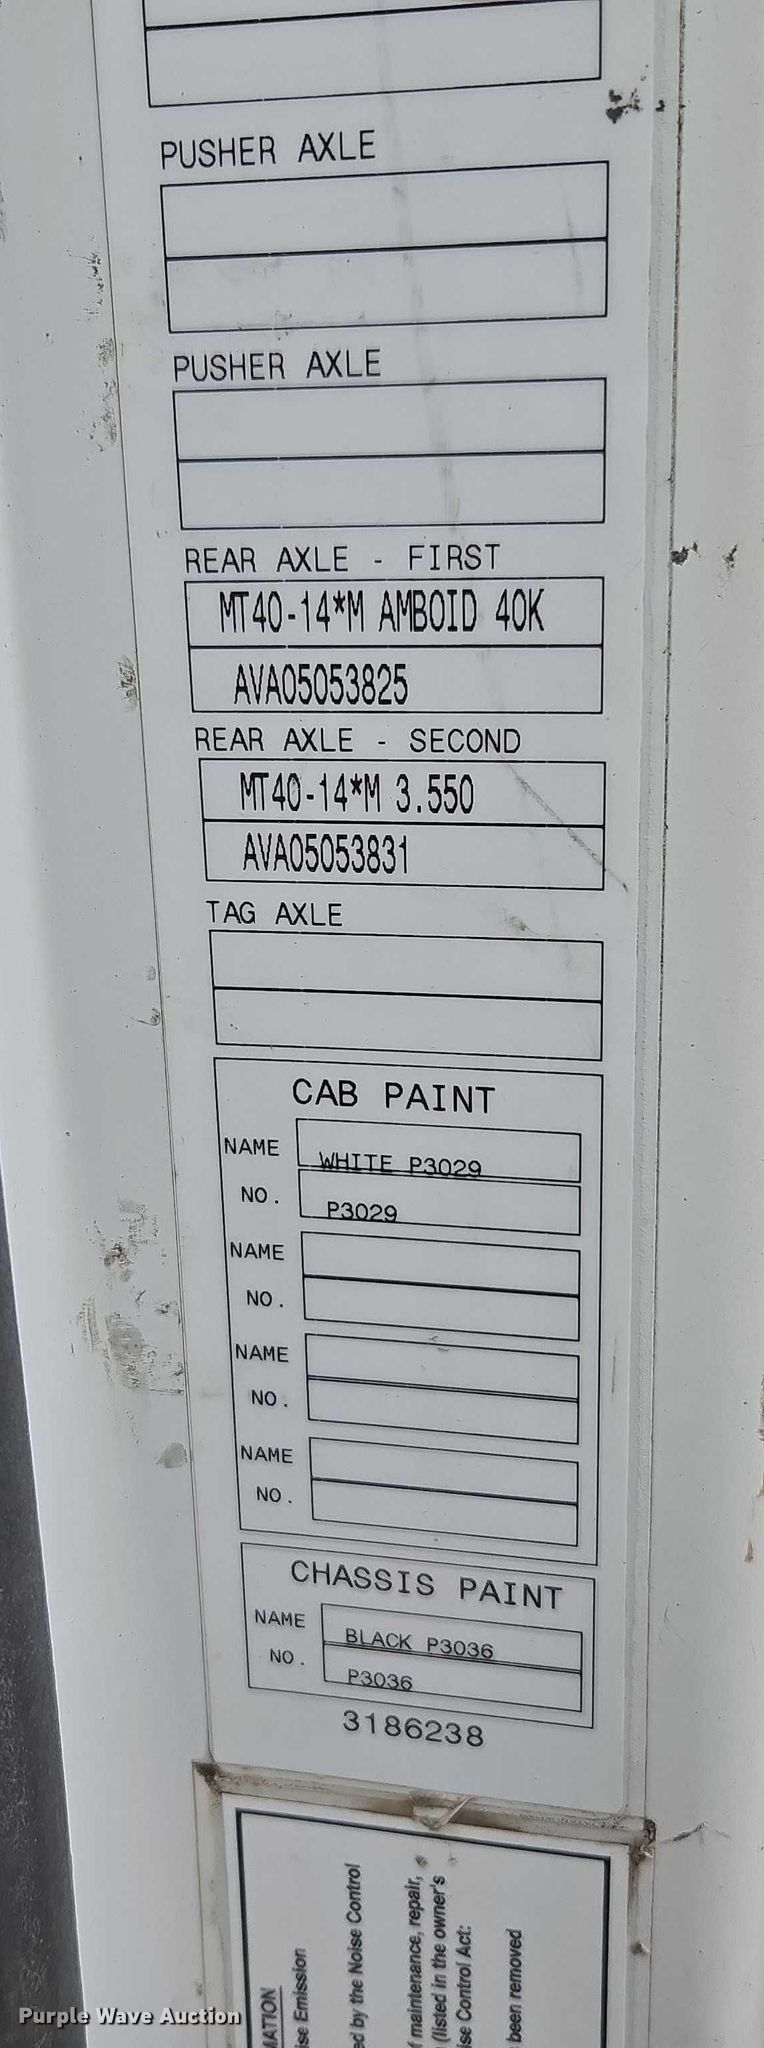 PUSHER AXLE
PUSHER AXLE
REAR AXLE - FIRST
MT40-14*M AMBOID 40K
AVA05053825
REAR AXLE - SECOND
MT40-14*M 3.550
AVA05053831
TAG AXLE
CAB PAINT
NAME WHITE P3029
NO. P3029
NAME
NO.
NAME
NO.
NAME
NO.
CHASSIS PAINT
NAME BLACK P3036
NO. P3036
3186238
MATION
ise Emission
ed by the Noise Control
f maintenance, repair,
(listed in the owner's
ise Control Act:
been removed
Purple Wave Auction